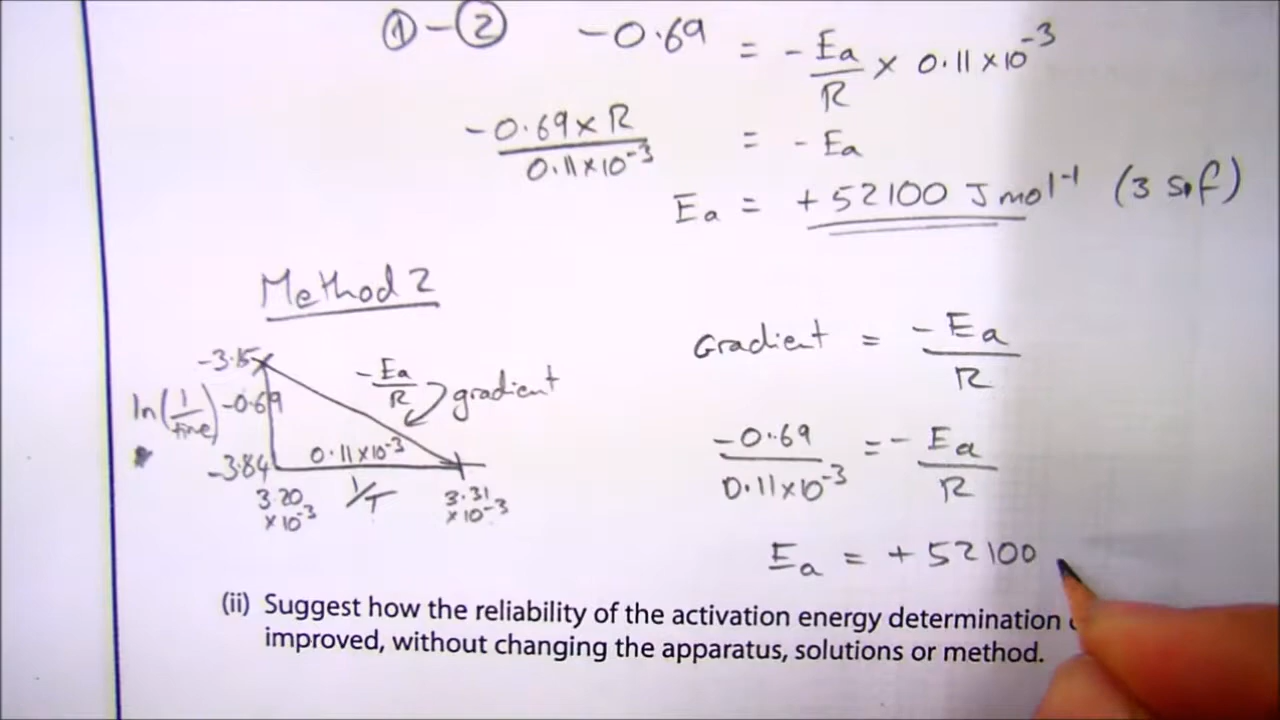 ① - ② -0.69 = - Ea/R × 0.11×10⁻³
-0.69×R/0.11×10⁻³ = - Ea
Ea = +52100 J mol⁻¹ (3 s.f)
Method 2
-3.15
ln(1/time) -0.69
-3.84
0.11×10⁻³
3.20 ×10⁻³
1/T
3.31 ×10⁻³
-Ea/R gradient
Gradient = -Ea/R
-0.69/0.11×10⁻³ = - Ea/R
Ea = +52100
(ii) Suggest how the reliability of the activation energy determination
improved, without changing the apparatus, solutions or method.